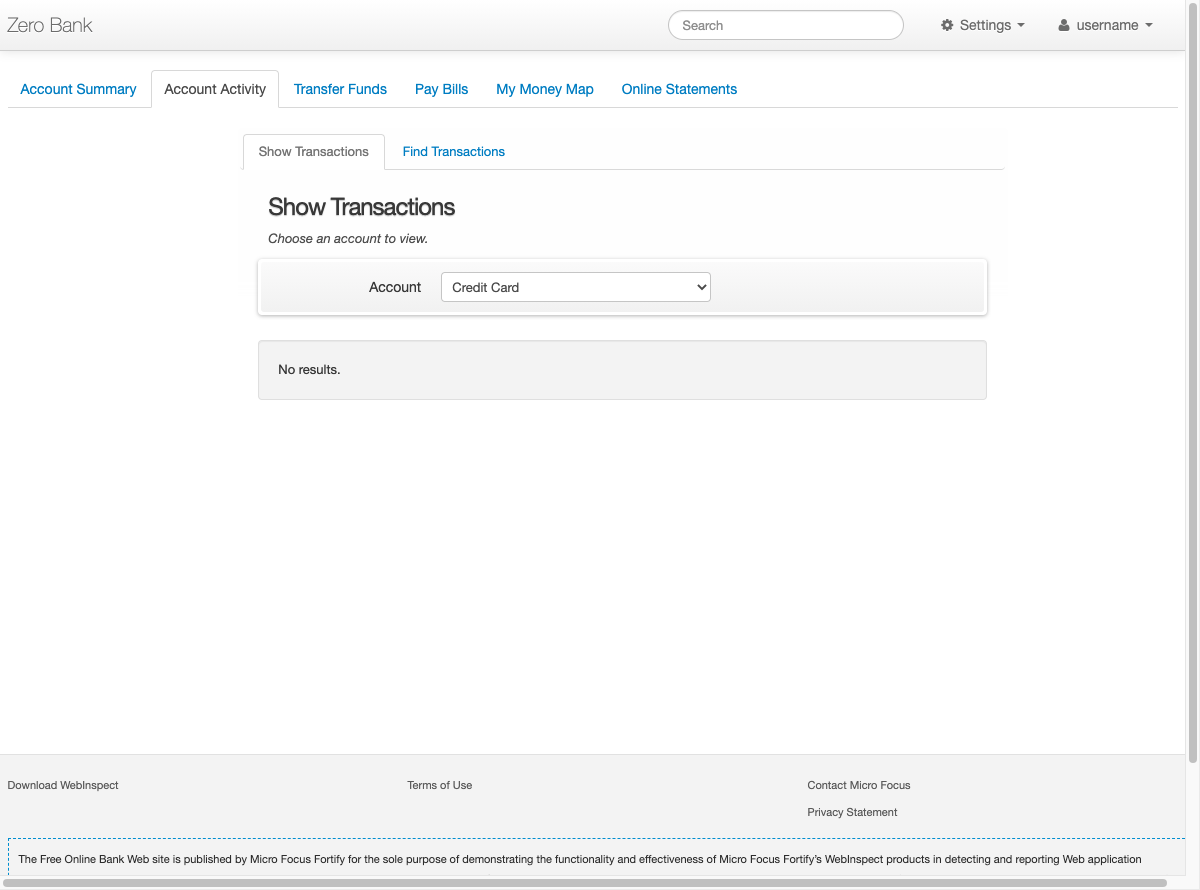 Zero Bank
Search
Settings
username
Account Summary
Account Activity
Transfer Funds
Pay Bills
My Money Map
Online Statements
Show Transactions
Find Transactions
Show Transactions
Choose an account to view.
Account
Credit Card
No results.
Download WebInspect
Terms of Use
Contact Micro Focus
Privacy Statement
The Free Online Bank Web site is published by Micro Focus Fortify for the sole purpose of demonstrating the functionality and effectiveness of Micro Focus Fortify's WebInspect products in detecting and reporting Web application